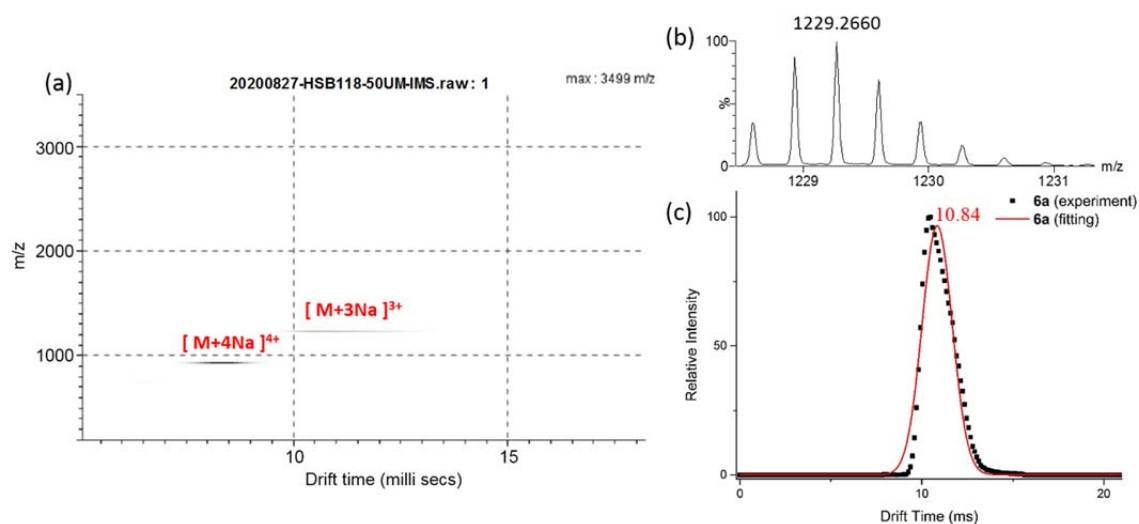 (a)
20200827-HSB118-50UM-IMS.raw : 1
max : 3499 m/z
3000
2000
1000
m/z
[ M+3Na ]³⁺
[ M+4Na ]⁴⁺
10
15
Drift time (milli secs)
(b)
1229.2660
100
%
0
1229
1230
1231
m/z
(c)
10.84
6a (experiment)
6a (fitting)
100
50
0
Relative Intensity
0
10
20
Drift Time (ms)